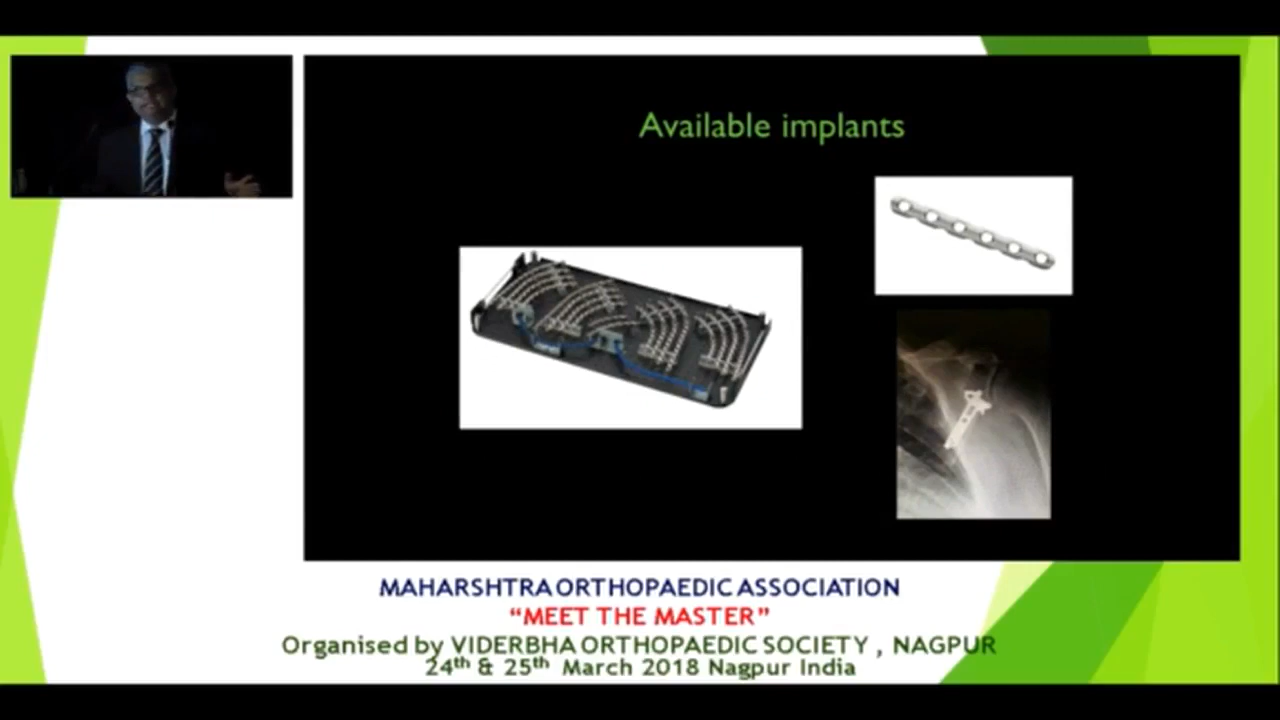 Available implants
MAHARSHTRA ORTHOPAEDIC ASSOCIATION
“MEET THE MASTER”
Organised by VIDERBHA ORTHOPAEDIC SOCIETY , NAGPUR
24th & 25th March 2018 Nagpur India